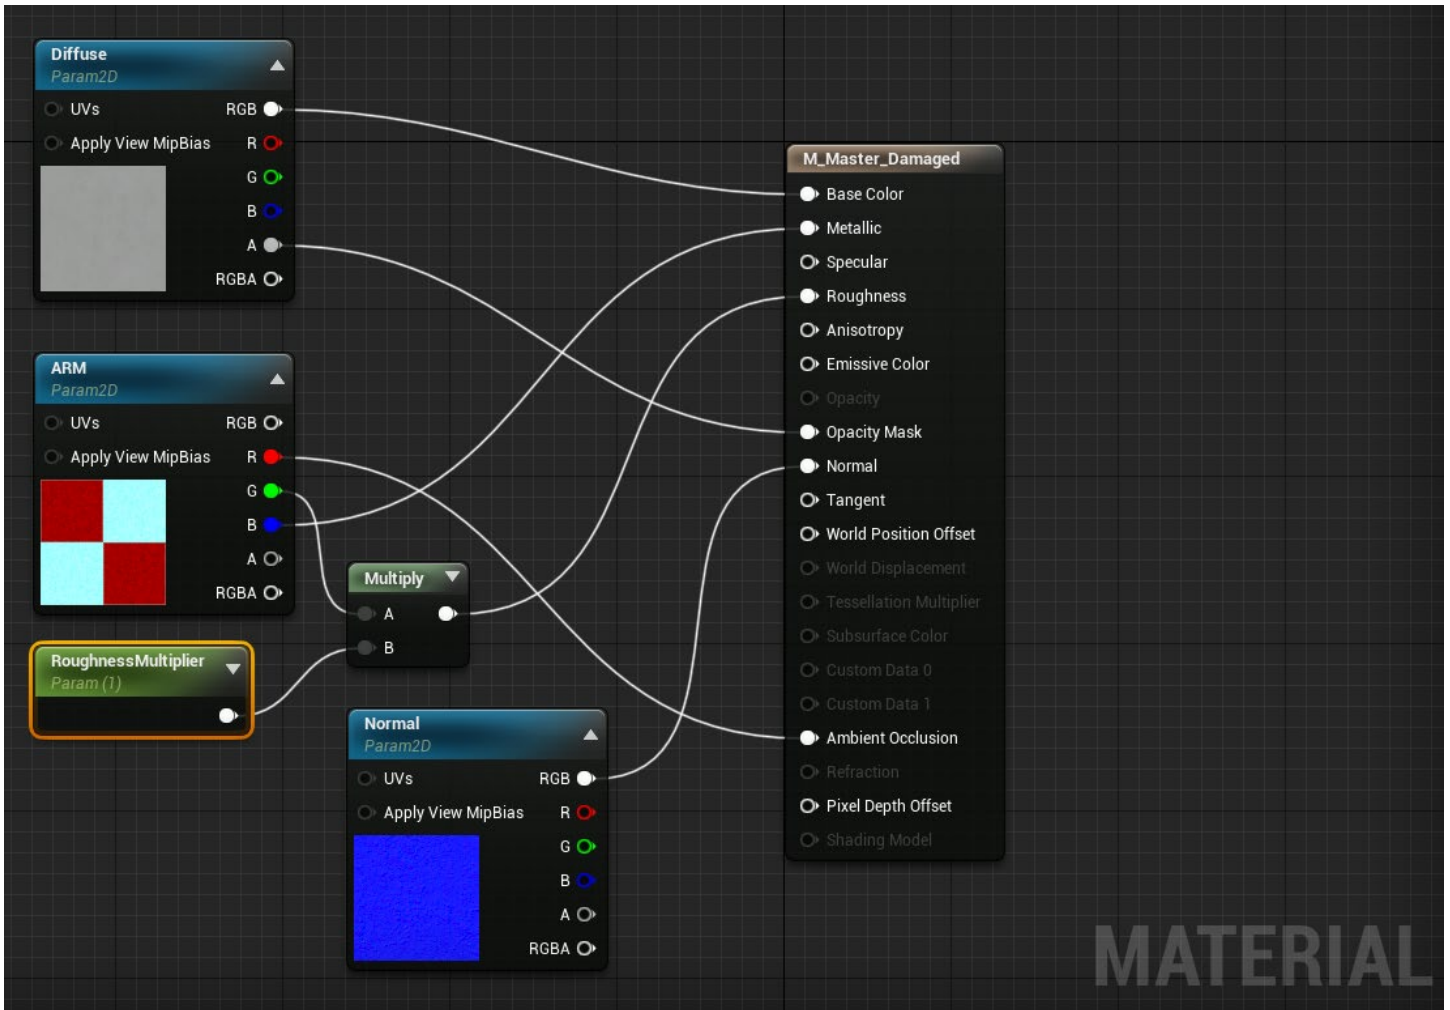 Diffuse
Param2D
UVs RGB
Apply View MipBias R
G
B
A
RGBA
ARM
Param2D
UVs RGB
Apply View MipBias R
G
B
A
RGBA
RoughnessMultiplier
Param (1)
Multiply
A
B
Normal
Param2D
UVs RGB
Apply View MipBias R
G
B
A
RGBA
M_Master_Damaged
Base Color
Metallic
Specular
Roughness
Anisotropy
Emissive Color
Opacity
Opacity Mask
Normal
Tangent
World Position Offset
World Displacement
Tessellation Multiplier
Subsurface Color
Custom Data 0
Custom Data 1
Ambient Occlusion
Refraction
Pixel Depth Offset
Shading Model
MATERIAL